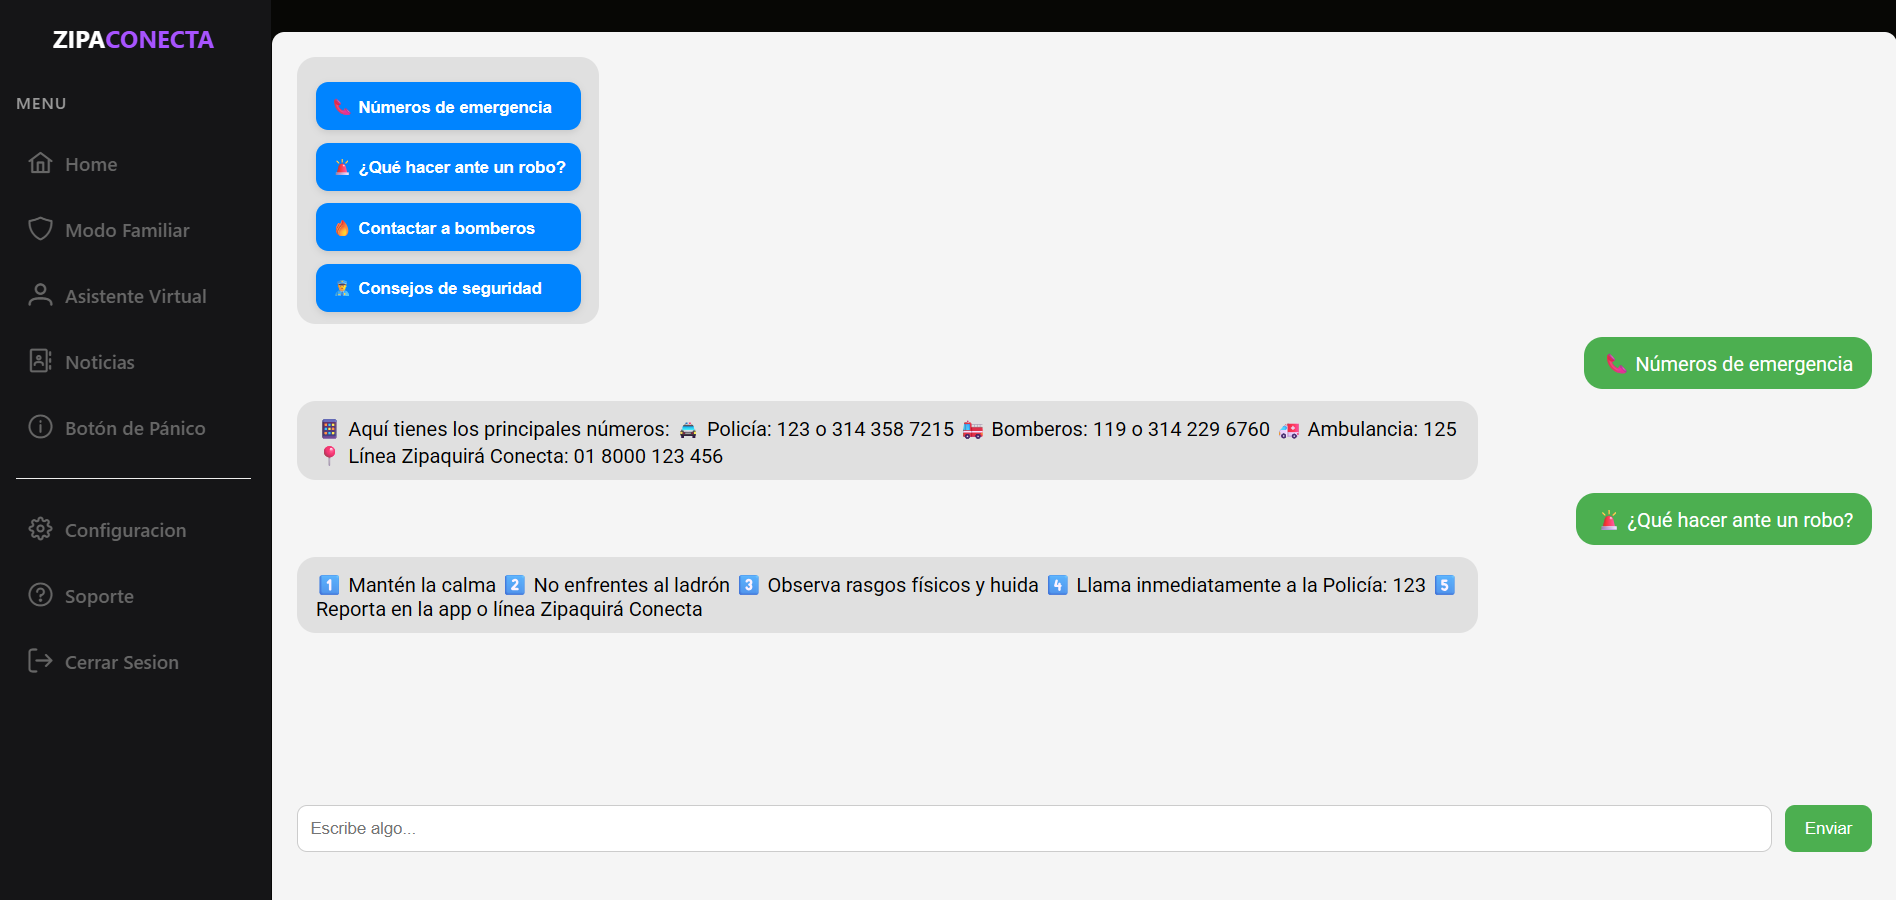 ZIPACONECTA
MENU
Home
Modo Familiar
Asistente Virtual
Noticias
Botón de Pánico
Configuracion
Soporte
Cerrar Sesion
📞 Números de emergencia
🚨 ¿Qué hacer ante un robo?
🔥 Contactar a bomberos
👮 Consejos de seguridad
📞 Números de emergencia
📱 Aquí tienes los principales números: 🚓 Policía: 123 o 314 358 7215 🚒 Bomberos: 119 o 314 229 6760 🚑 Ambulancia: 125
📍 Línea Zipaquirá Conecta: 01 8000 123 456
🚨 ¿Qué hacer ante un robo?
1️⃣ Mantén la calma 2️⃣ No enfrentes al ladrón 3️⃣ Observa rasgos físicos y huida 4️⃣ Llama inmediatamente a la Policía: 123 5️⃣
Reporta en la app o línea Zipaquirá Conecta
Escribe algo...
Enviar